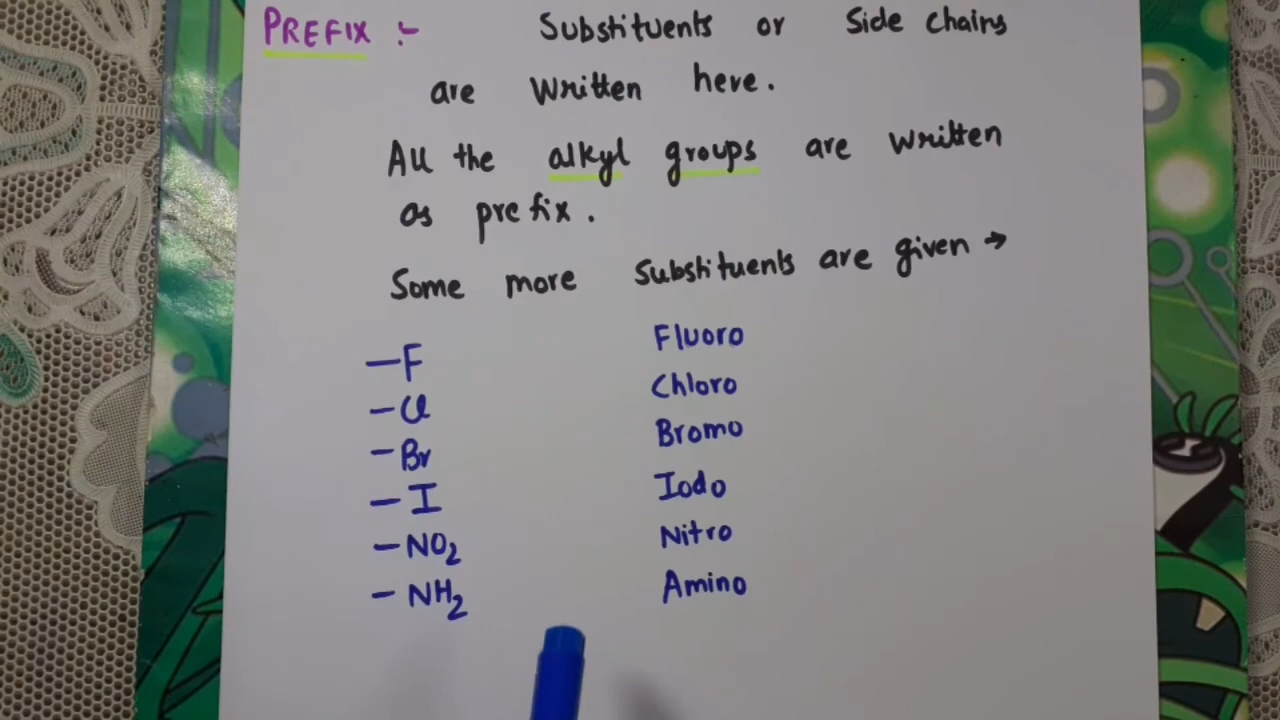 PREFIX :- Substituents or Side chains
are written here.
All the alkyl groups are written
as prefix.
Some more Substituents are given →
—F Fluoro
—Cl Chloro
—Br Bromo
—I Iodo
—NO₂ Nitro
—NH₂ Amino